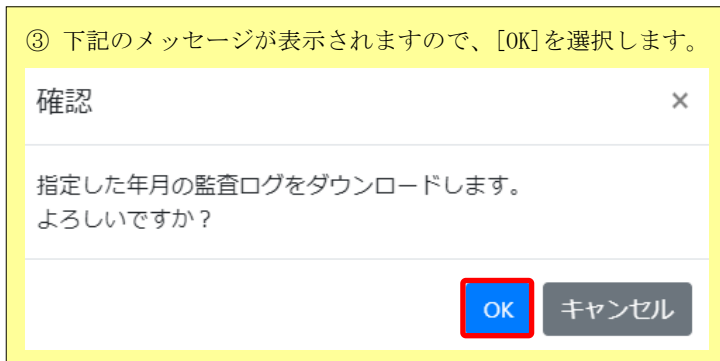 ③ 下記のメッセージが表示されますので、[OK]を選択します。
確認 ×
指定した年月の監査ログをダウンロードします。
よろしいですか？
OK キャンセル